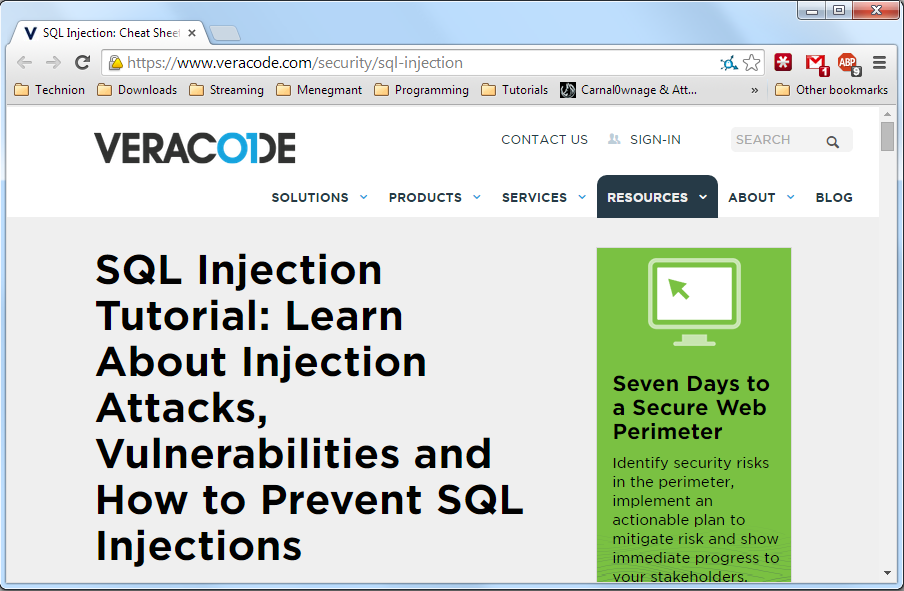 SQL Injection: Cheat Sheet
https://www.veracode.com/security/sql-injection
1
ABP
9
Technion
Downloads
Streaming
Menegmant
Programming
Tutorials
Carnal0wnage & Att...
»
Other bookmarks
VERACODE
CONTACT US
SIGN-IN
SEARCH
SOLUTIONS
PRODUCTS
SERVICES
RESOURCES
ABOUT
BLOG
SQL Injection
Tutorial: Learn
About Injection
Attacks,
Vulnerabilities and
How to Prevent SQL
Injections
Seven Days to
a Secure Web
Perimeter
Identify security risks
in the perimeter,
implement an
actionable plan to
mitigate risk and show
immediate progress to
your stakeholders.